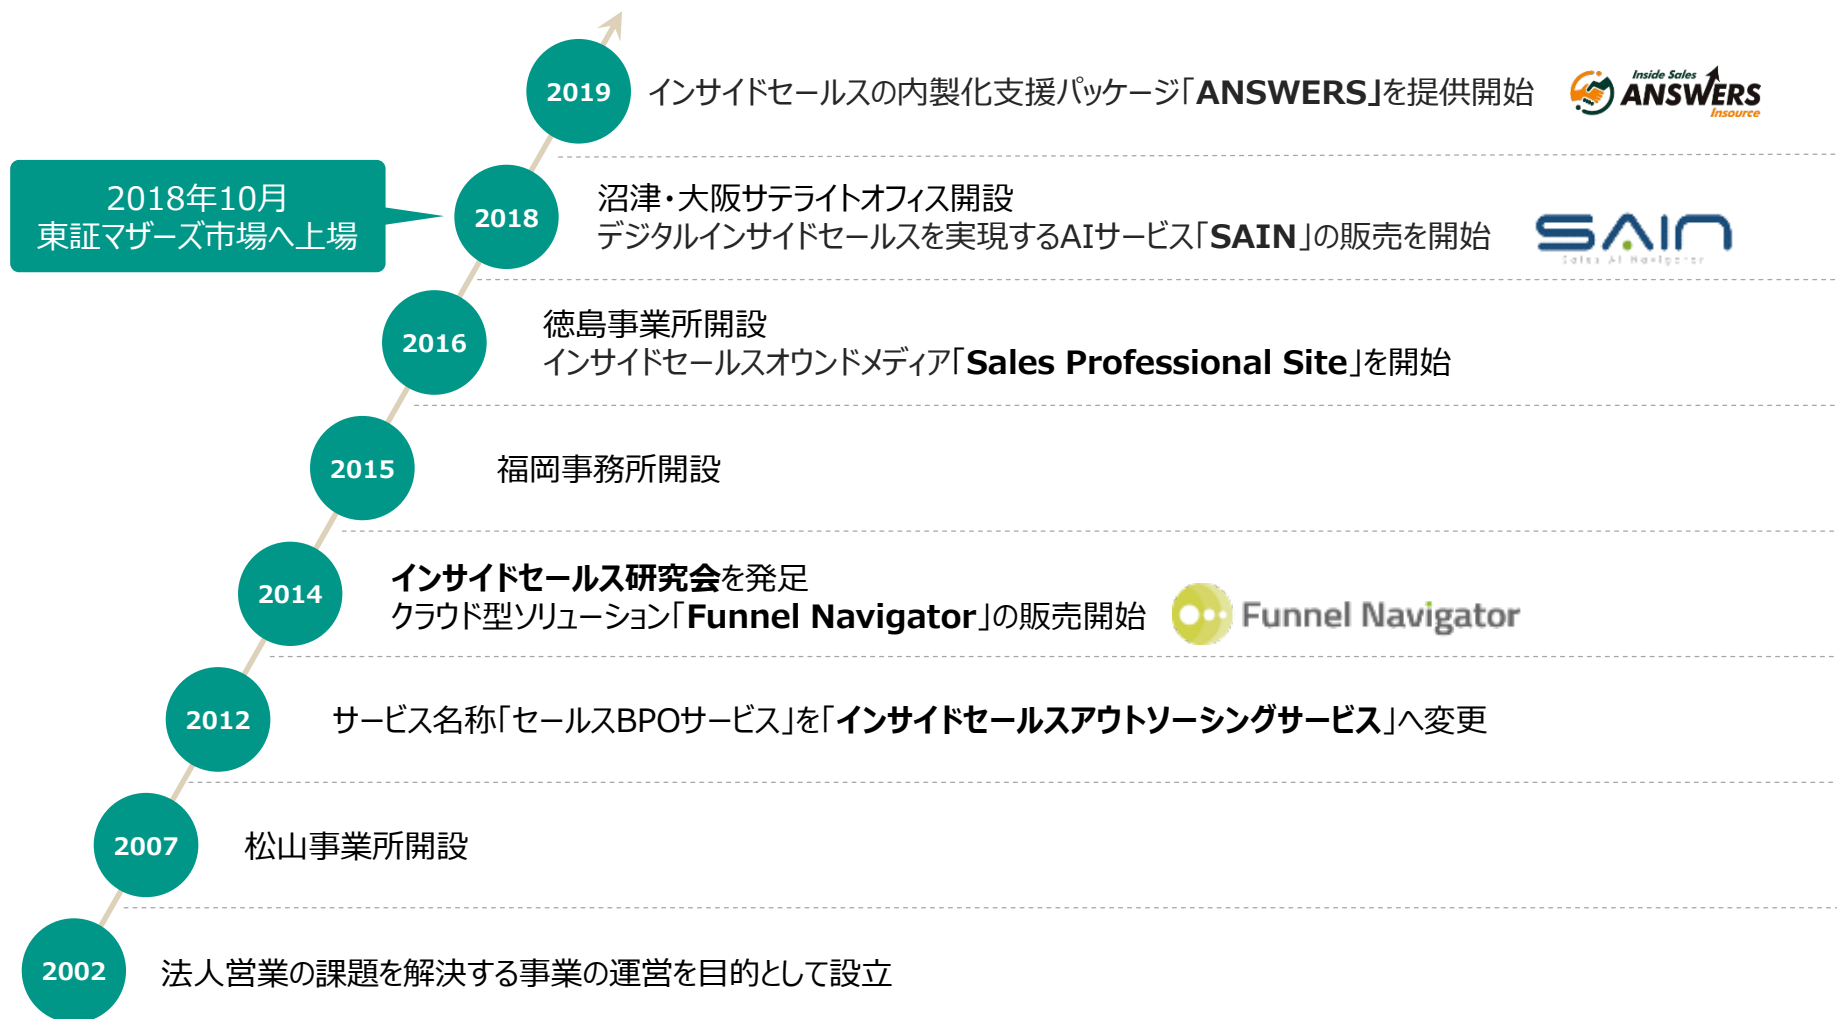 2019
インサイドセールスの内製化支援パッケージ「ANSWERS」を提供開始
Inside Sales
ANSWERS
Insource
2018年10月
東証マザーズ市場へ上場
2018
沼津・大阪サテライトオフィス開設
デジタルインサイドセールスを実現するAIサービス「SAIN」の販売を開始
SAIN
Sales AI Navigator
2016
徳島事業所開設
インサイドセールスオウンドメディア「Sales Professional Site」を開始
2015
福岡事務所開設
2014
インサイドセールス研究会を発足
クラウド型ソリューション「Funnel Navigator」の販売開始
Funnel Navigator
2012
サービス名称「セールスBPOサービス」を「インサイドセールスアウトソーシングサービス」へ変更
2007
松山事業所開設
2002
法人営業の課題を解決する事業の運営を目的として設立